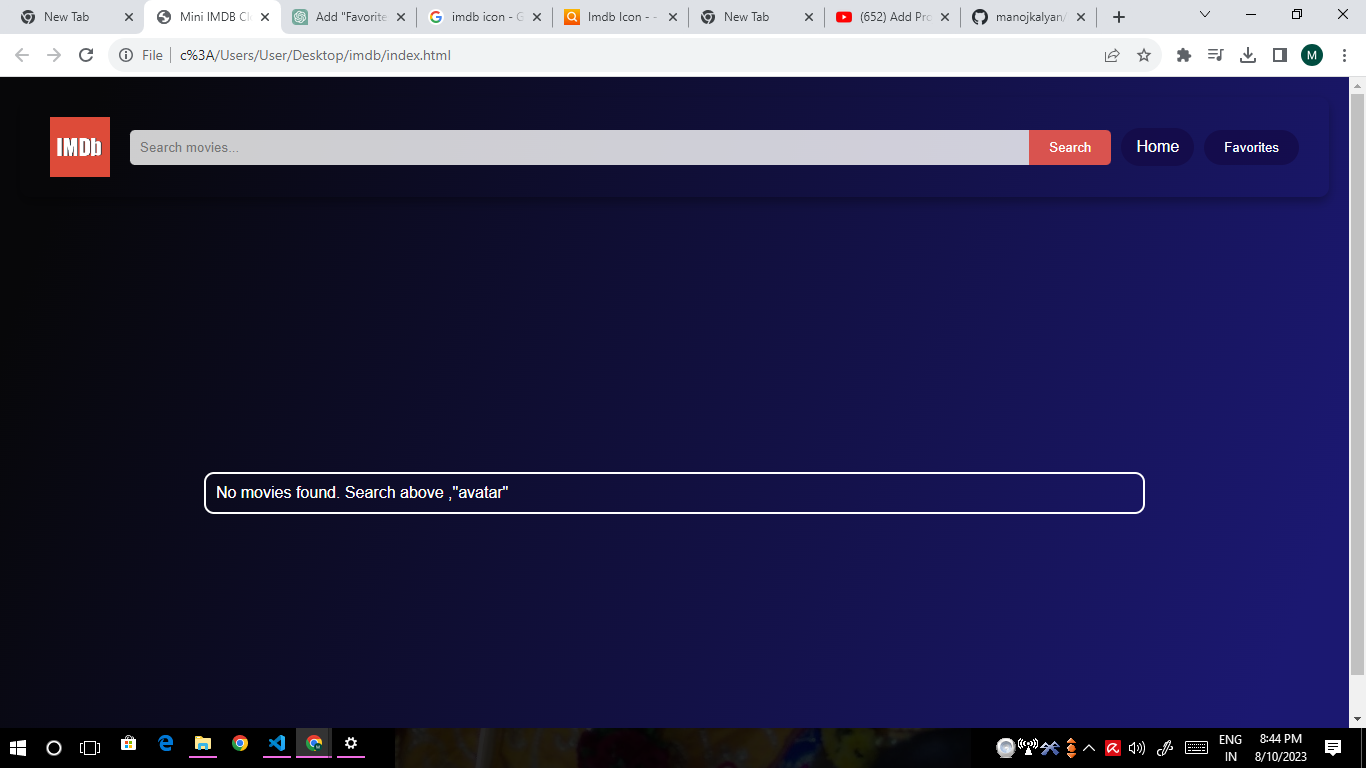 New Tab
Mini IMDB Cl
Add "Favorite
imdb icon - G
Imdb Icon - -
New Tab
(652) Add Pro
manojkalyan/
File
c%3A/Users/User/Desktop/imdb/index.html
M
IMDb
Search movies...
Search
Home
Favorites
No movies found. Search above ,"avatar"
ENG
IN
8:44 PM
8/10/2023